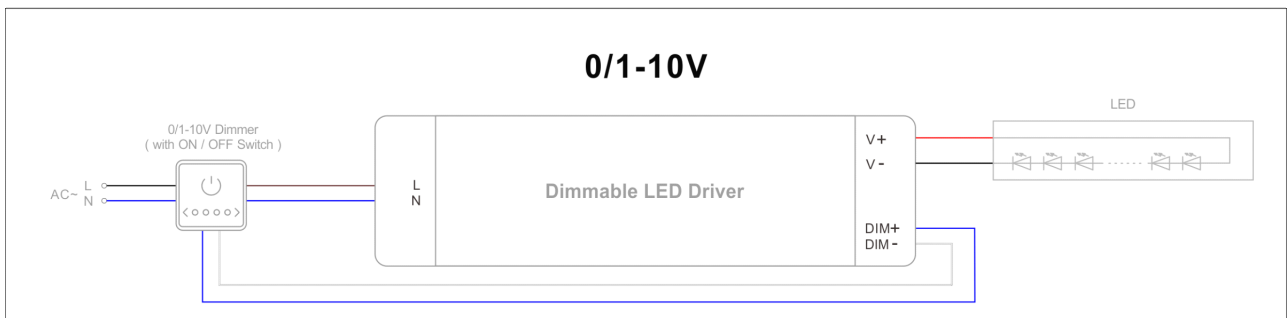 0/1-10V
LED
0/1-10V Dimmer
( with ON / OFF Switch )
AC~
L
N
L
N
Dimmable LED Driver
V+
V-
DIM+
DIM-